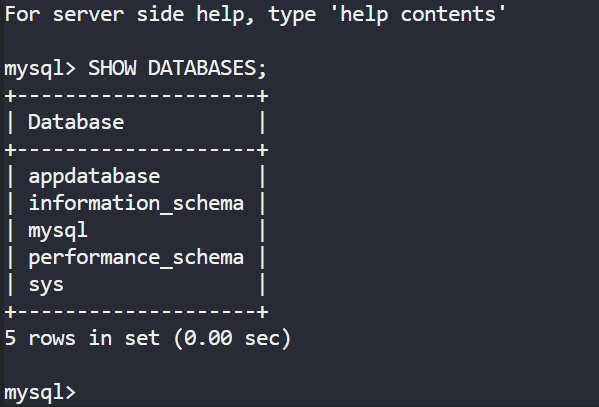 For server side help, type 'help contents'

mysql> SHOW DATABASES;
+--------------------+
| Database           |
+--------------------+
| appdatabase        |
| information_schema |
| mysql              |
| performance_schema |
| sys                |
+--------------------+
5 rows in set (0.00 sec)

mysql>